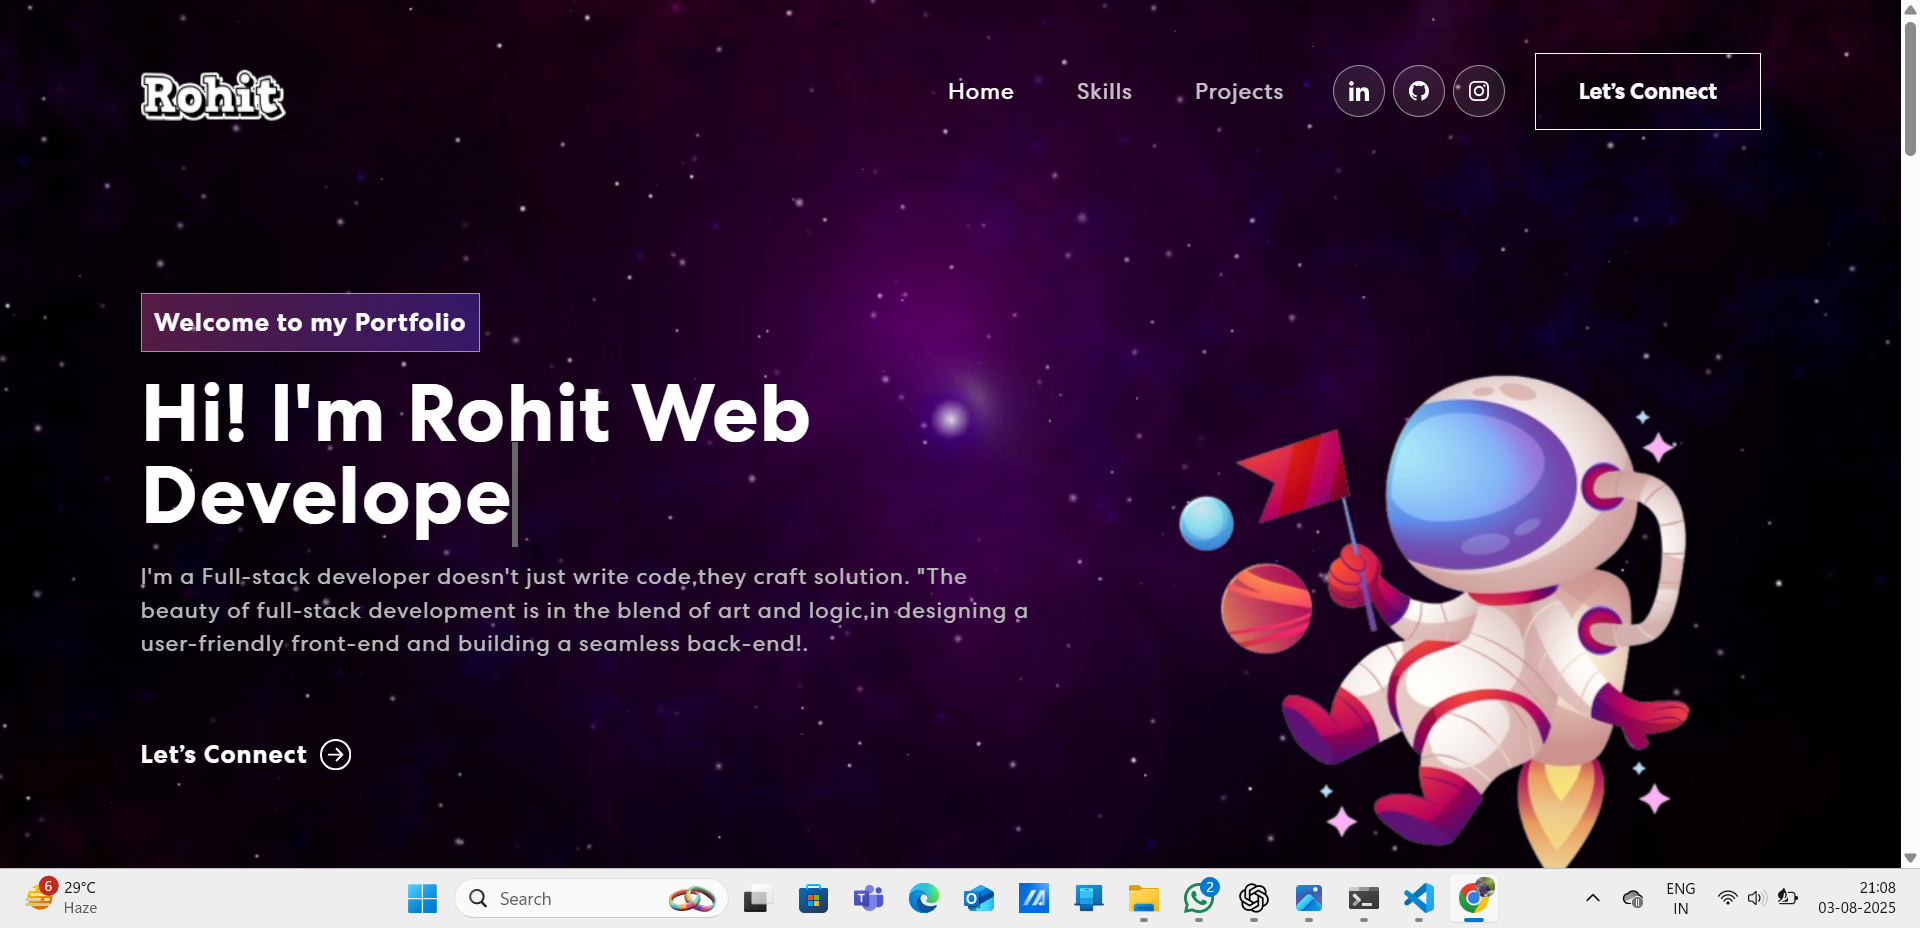 Rohit
Home Skills Projects Let's Connect
Welcome to my Portfolio
Hi! I'm Rohit Web
Develope
I'm a Full-stack developer doesn't just write code,they craft solution. "The
beauty of full-stack development is in the blend of art and logic,in designing a
user-friendly front-end and building a seamless back-end!.
Let's Connect
6
29°C
Haze
Search
2
ENG
IN
21:08
03-08-2025